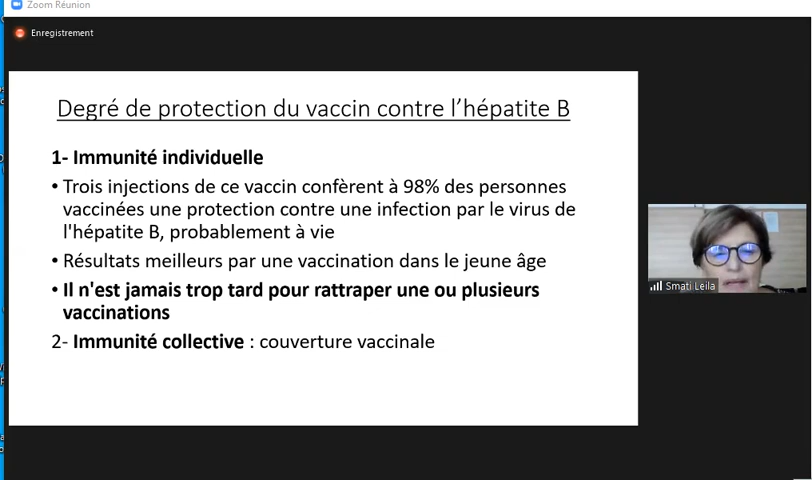 Zoom Réunion
Enregistrement
Degré de protection du vaccin contre l’hépatite B
1- Immunité individuelle
• Trois injections de ce vaccin confèrent à 98% des personnes
vaccinées une protection contre une infection par le virus de
l'hépatite B, probablement à vie
• Résultats meilleurs par une vaccination dans le jeune âge
• Il n'est jamais trop tard pour rattraper une ou plusieurs
vaccinations
2- Immunité collective : couverture vaccinale
Smati Leila